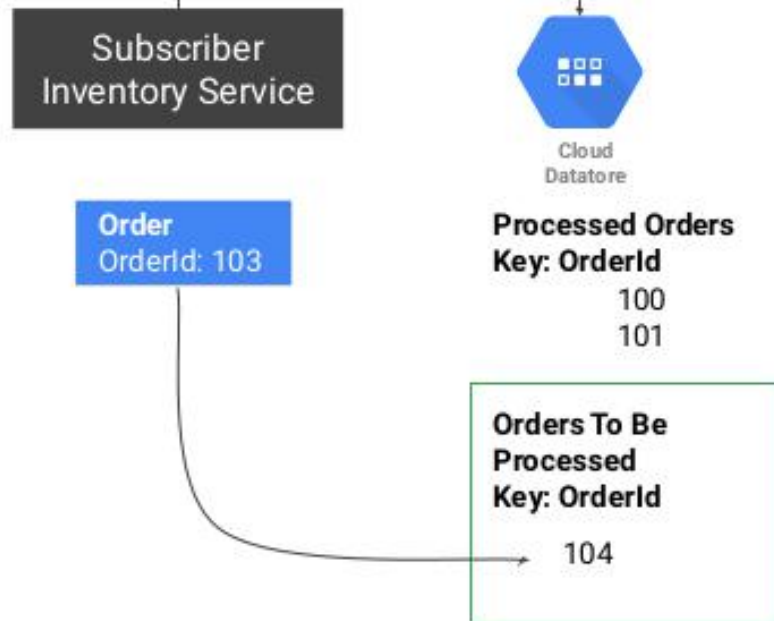 Subscriber
Inventory Service
Cloud
Datatore
Order
OrderId: 103
Processed Orders
Key: OrderId
100
101
Orders To Be
Processed
Key: OrderId
104